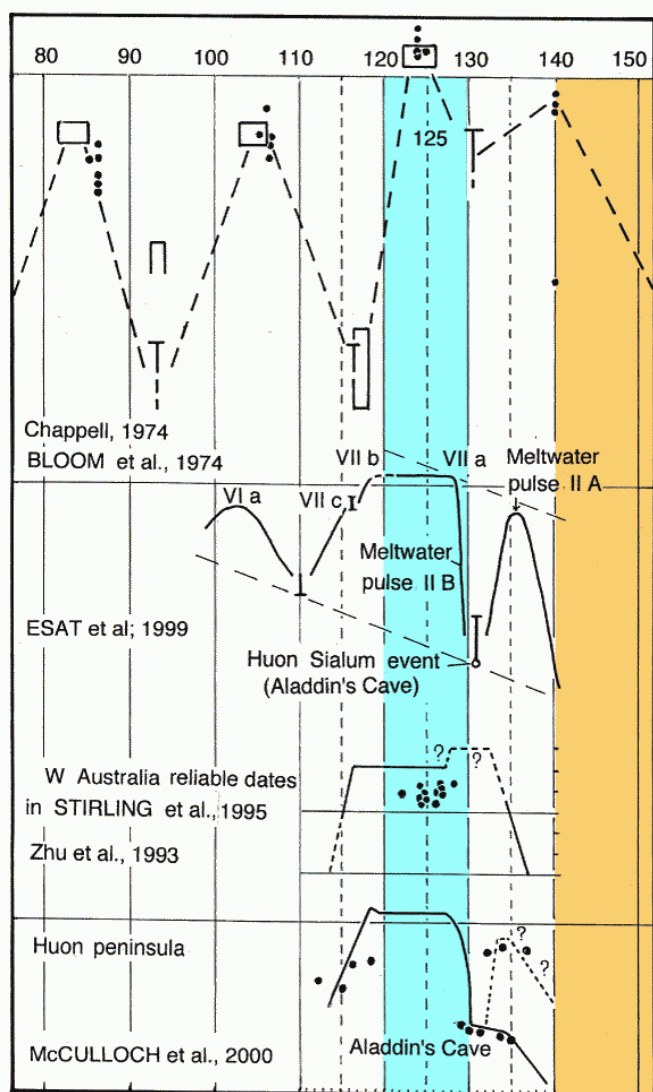 80 90 100 110 120 130 140 150
125
Chappell, 1974
BLOOM et al., 1974
VII b
VII a
Meltwater
pulse II A
VI a
VII c
Meltwater
pulse II B
ESAT et al; 1999
Huon Sialum event
(Aladdin's Cave)
? ?
W Australia reliable dates
in STIRLING et al., 1995
Zhu et al., 1993
Huon peninsula
?
?
Aladdin's Cave
McCULLOCH et al., 2000